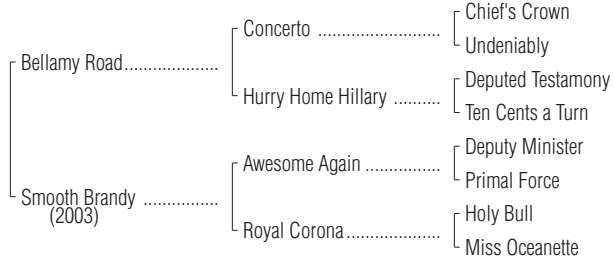 Chief's Crown
Concerto ..........................
Undeniably
Bellamy Road....................
Deputed Testamony
Hurry Home Hillary ..........
Ten Cents a Turn
Deputy Minister
Awesome Again ................
Primal Force
Smooth Brandy ................
(2003)
Holy Bull
Royal Corona....................
Miss Oceanette